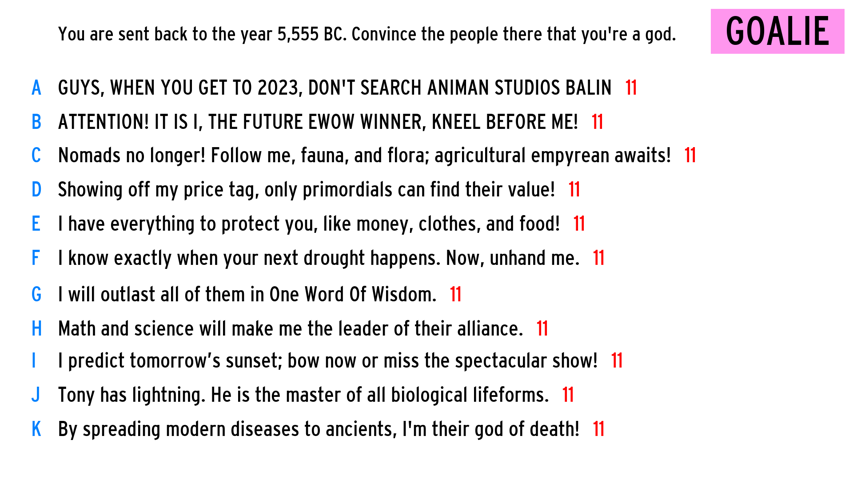 You are sent back to the year 5,555 BC. Convince the people there that you're a god.
GOALIE
A GUYS, WHEN YOU GET TO 2023, DON'T SEARCH ANIMAN STUDIOS BALIN 11
B ATTENTION! IT IS I, THE FUTURE EWOW WINNER, KNEEL BEFORE ME! 11
C Nomads no longer! Follow me, fauna, and flora; agricultural empyrean awaits! 11
D Showing off my price tag, only primordials can find their value! 11
E I have everything to protect you, like money, clothes, and food! 11
F I know exactly when your next drought happens. Now, unhand me. 11
G I will outlast all of them in One Word Of Wisdom. 11
H Math and science will make me the leader of their alliance. 11
I I predict tomorrow’s sunset; bow now or miss the spectacular show! 11
J Tony has lightning. He is the master of all biological lifeforms. 11
K By spreading modern diseases to ancients, I'm their god of death! 11